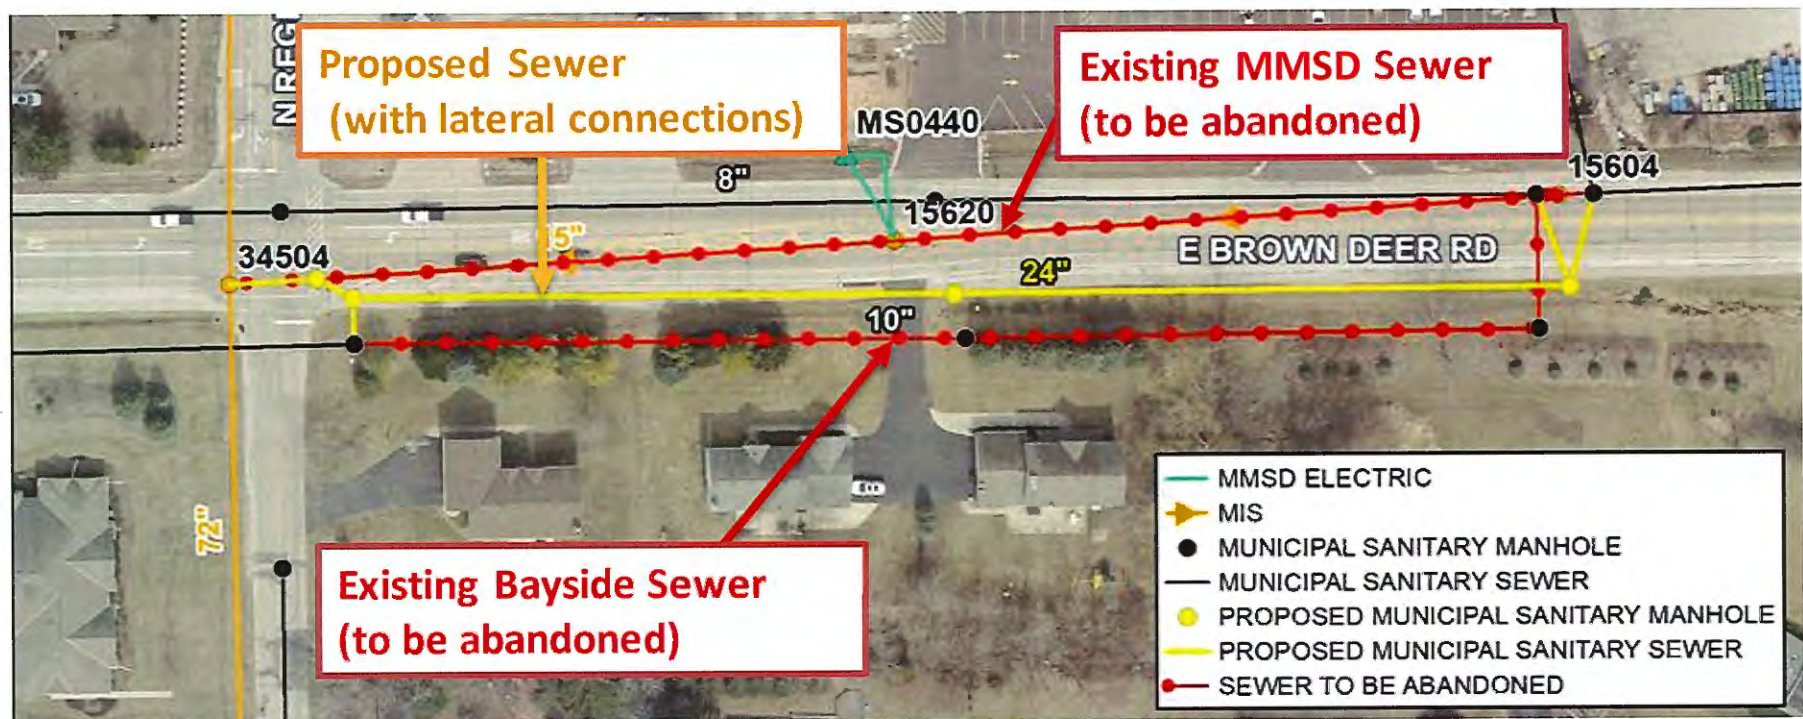 N REG
Proposed Sewer
(with lateral connections)
Existing MMSD Sewer
(to be abandoned)
MS0440
8"
15604
15620
34504
5"
E BROWN DEER RD
24"
10"
72"
Existing Bayside Sewer
(to be abandoned)
MMSD ELECTRIC
MIS
MUNICIPAL SANITARY MANHOLE
MUNICIPAL SANITARY SEWER
PROPOSED MUNICIPAL SANITARY MANHOLE
PROPOSED MUNICIPAL SANITARY SEWER
SEWER TO BE ABANDONED